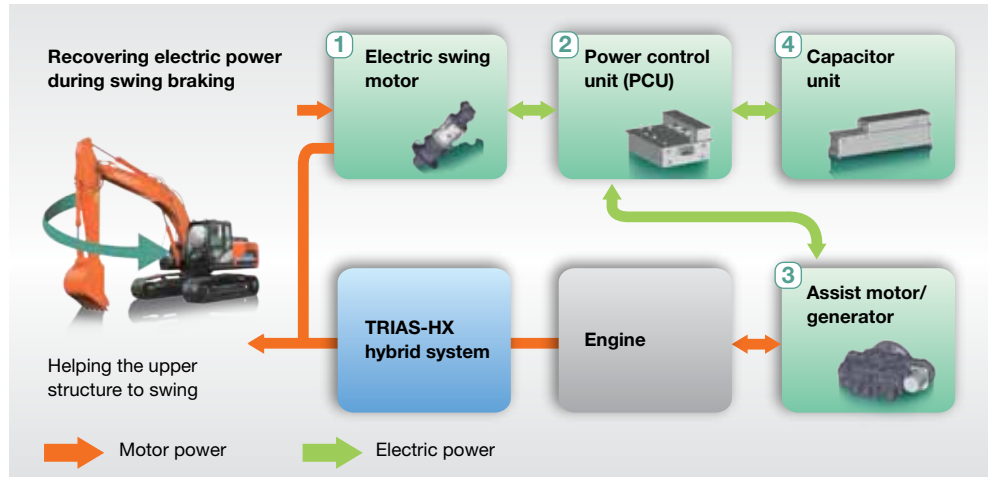 Recovering electric power
during swing braking
1
Electric swing
motor
2
Power control
unit (PCU)
4
Capacitor
unit
3
Assist motor/
generator
TRIAS-HX
hybrid system
Engine
Helping the upper
structure to swing
Motor power
Electric power